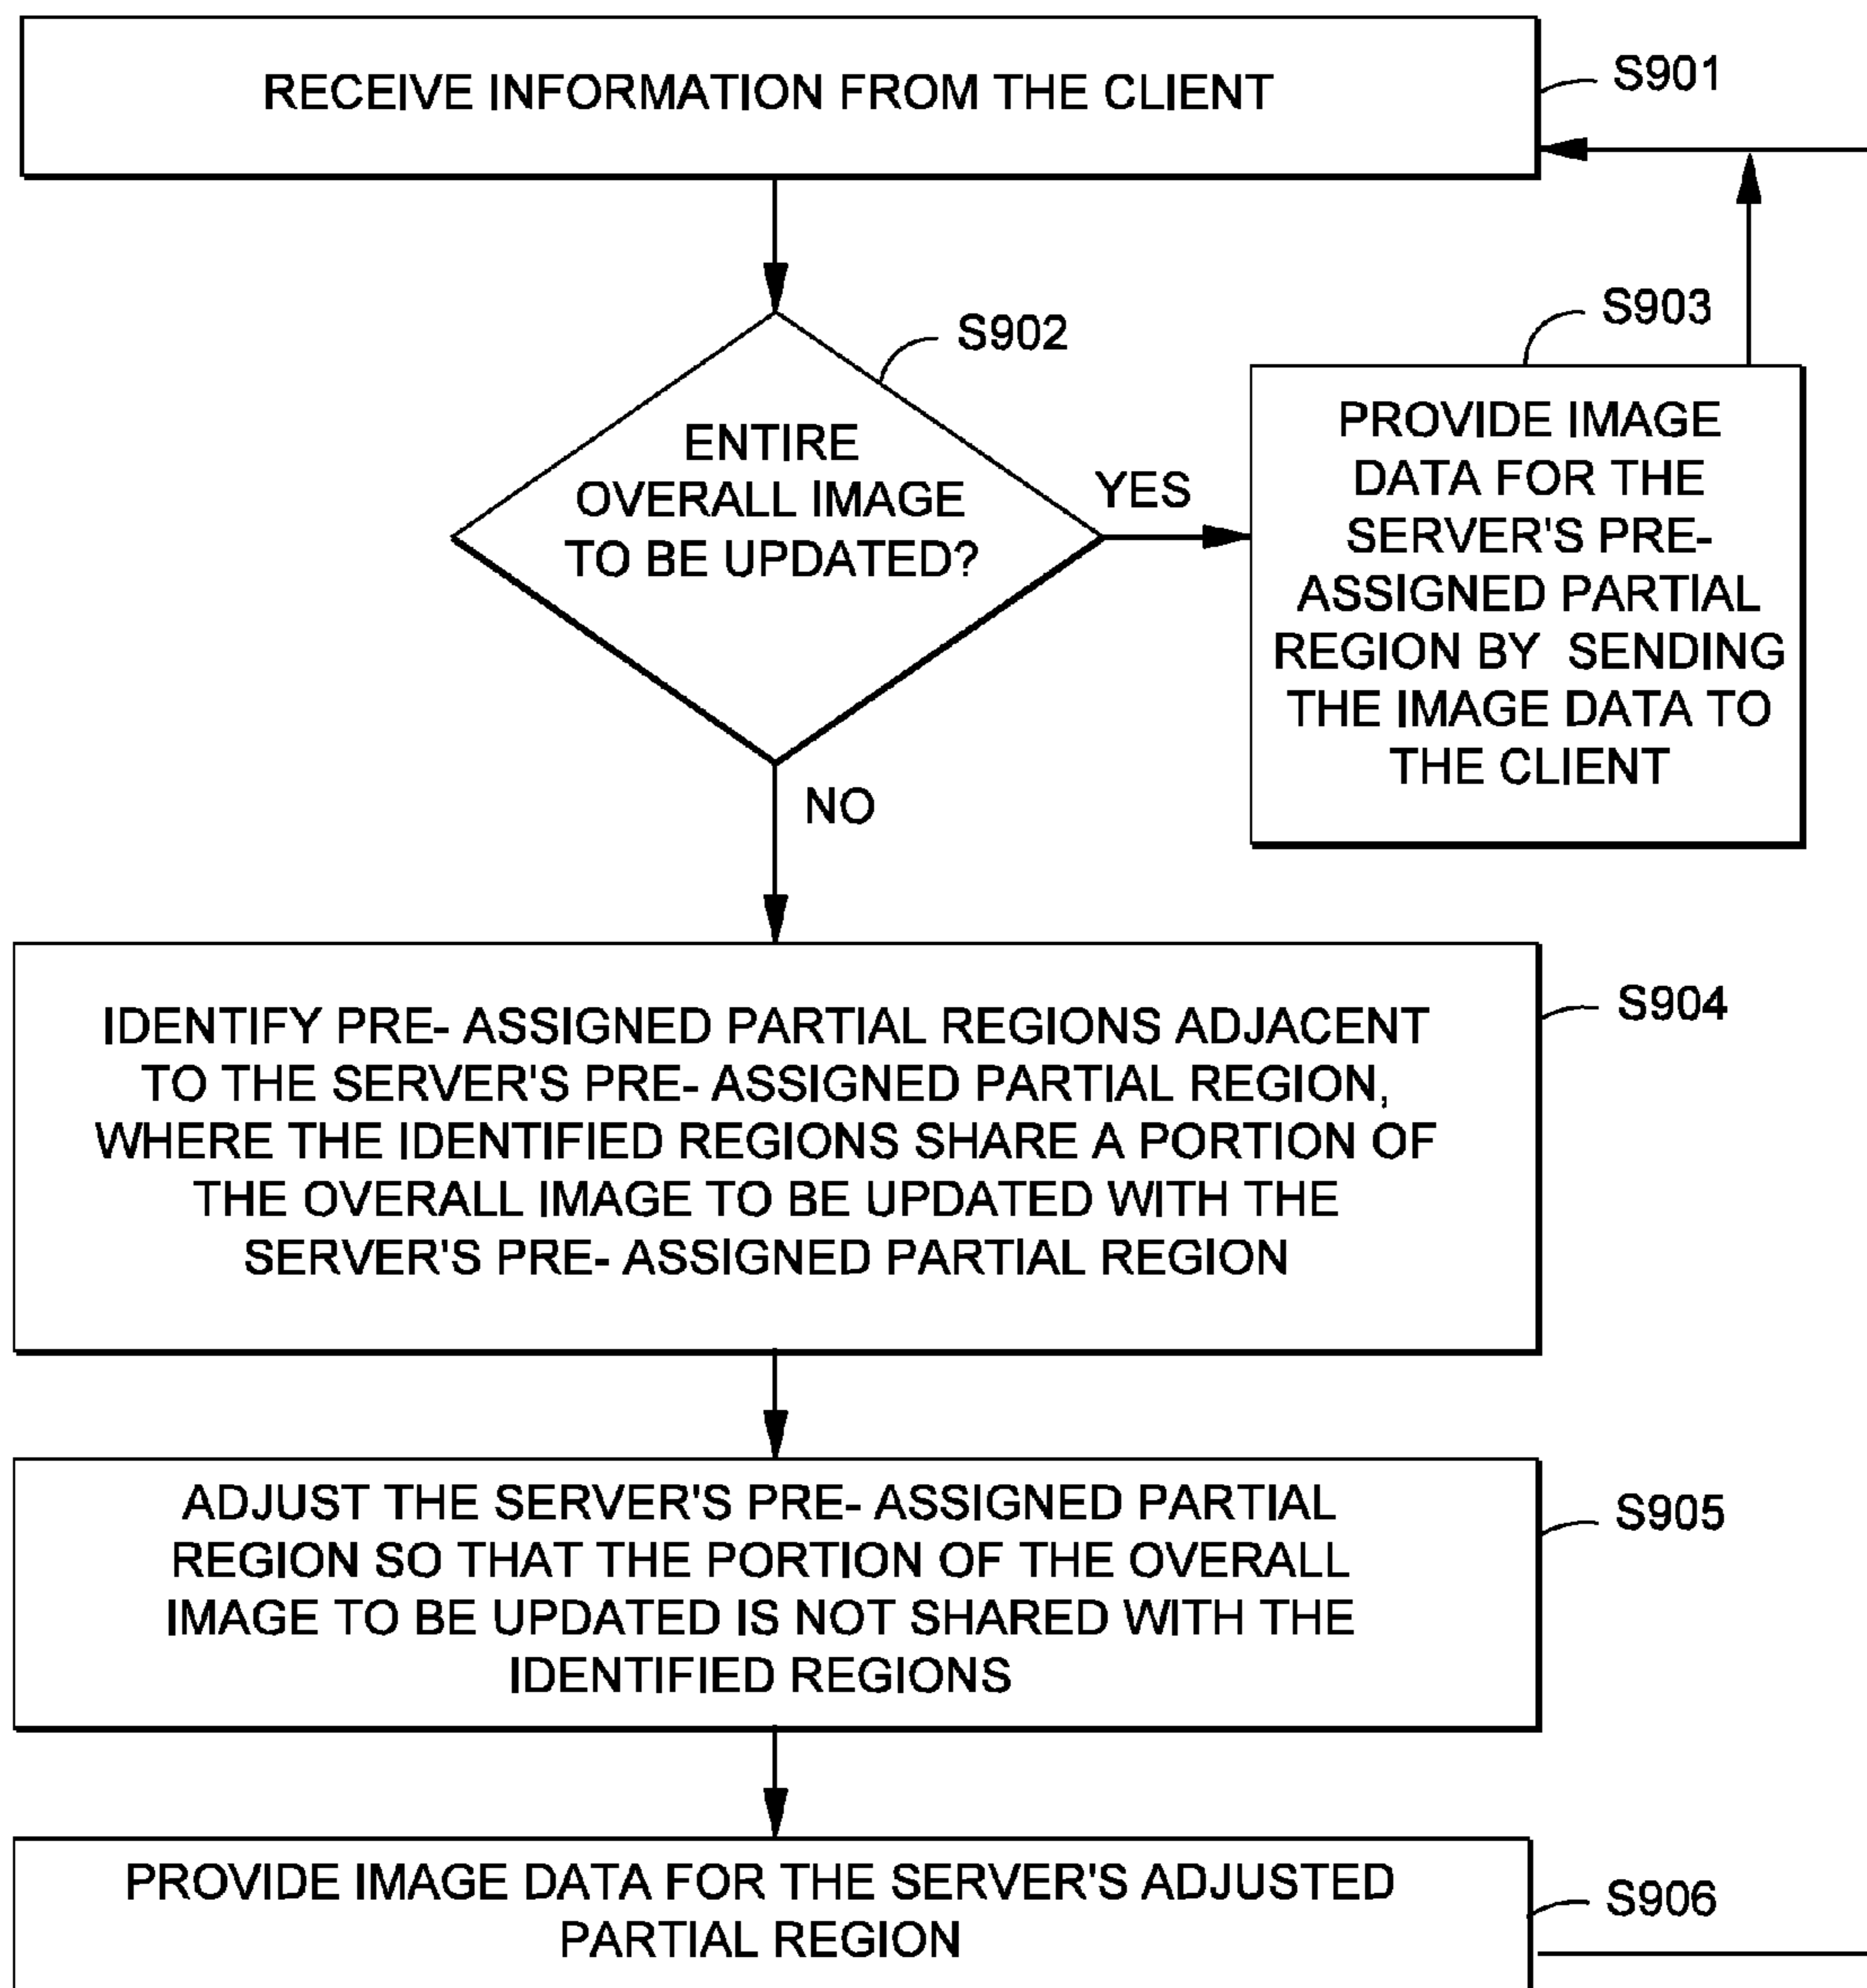 RECEIVE INFORMATION FROM THE CLIENT
S901
S902
ENTIRE
OVERALL IMAGE
TO BE UPDATED?
YES
NO
S903
PROVIDE IMAGE
DATA FOR THE
SERVER'S PRE-
ASSIGNED PARTIAL
REGION BY SENDING
THE IMAGE DATA TO
THE CLIENT
IDENTIFY PRE- ASSIGNED PARTIAL REGIONS ADJACENT
TO THE SERVER'S PRE- ASSIGNED PARTIAL REGION,
WHERE THE IDENTIFIED REGIONS SHARE A PORTION OF
THE OVERALL IMAGE TO BE UPDATED WITH THE
SERVER'S PRE- ASSIGNED PARTIAL REGION
S904
ADJUST THE SERVER'S PRE- ASSIGNED PARTIAL
REGION SO THAT THE PORTION OF THE OVERALL
IMAGE TO BE UPDATED IS NOT SHARED WITH THE
IDENTIFIED REGIONS
S905
PROVIDE IMAGE DATA FOR THE SERVER'S ADJUSTED
PARTIAL REGION
S906